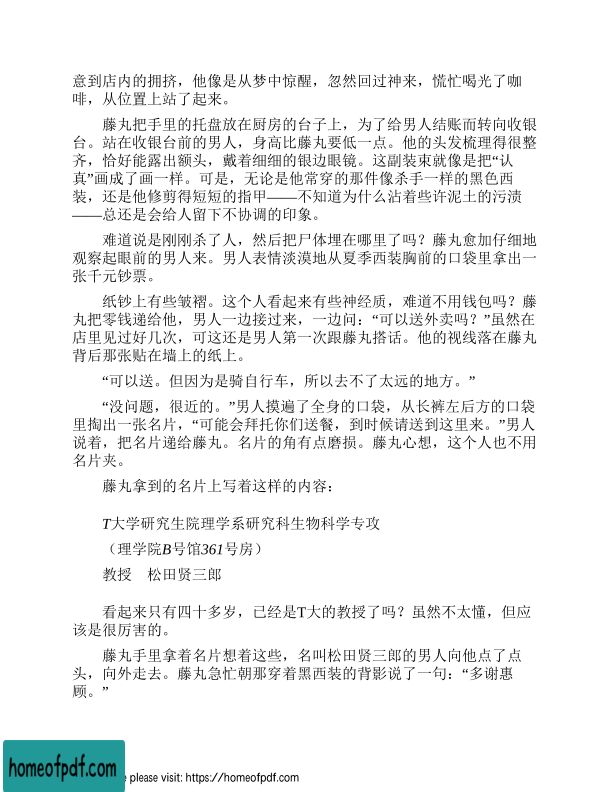 意到店内的拥挤，他像是从梦中惊醒，忽然回过神来，慌忙喝光了咖
啡，从位置上站了起来。
藤丸把手里的托盘放在厨房的台子上，为了给男人结账而转向收银
台。站在收银台前的男人，身高比藤丸要低一点。他的头发梳理得很整
齐，恰好能露出额头，戴着细细的银边眼镜。这副装束就像是把“认
真”画成了画一样。可是，无论是他常穿的那件像杀手一样的黑色西
装，还是他修剪得短短的指甲——不知道为什么沾着些许泥土的污渍
——总还是会给人留下不协调的印象。
难道说是刚刚杀了人，然后把尸体埋在哪里了吗？藤丸愈加仔细地
观察起眼前的男人来。男人表情淡漠地从夏季西装胸前的口袋里拿出一
张千元钞票。
纸钞上有些皱褶。这个人看起来有些神经质，难道不用钱包吗？藤
丸把零钱递给他，男人一边接过来，一边问：“可以送外卖吗？”虽然在
店里见过好几次，可这还是男人第一次跟藤丸搭话。他的视线落在藤丸
背后那张贴在墙上的纸上。
“可以送。但因为是骑自行车，所以去不了太远的地方。”
“没问题，很近的。”男人摸遍了全身的口袋，从长裤左后方的口袋
里掏出一张名片，“可能会拜托你们送餐，到时候请送到这里来。”男人
说着，把名片递给藤丸。名片的角有点磨损。藤丸心想，这个人也不用
名片夹。
藤丸拿到的名片上写着这样的内容：
T大学研究生院理学系研究科生物科学专攻
（理学院B号馆361号房）
教授　松田贤三郎
看起来只有四十多岁，已经是T大的教授了吗？虽然不太懂，但应
该是很厉害的。
藤丸手里拿着名片想着这些，名叫松田贤三郎的男人向他点了点
头，向外走去。藤丸急忙朝那穿着黑西装的背影说了一句：“多谢惠
顾。”
homeofpdf.com
e please visit: https://homeofpdf.com